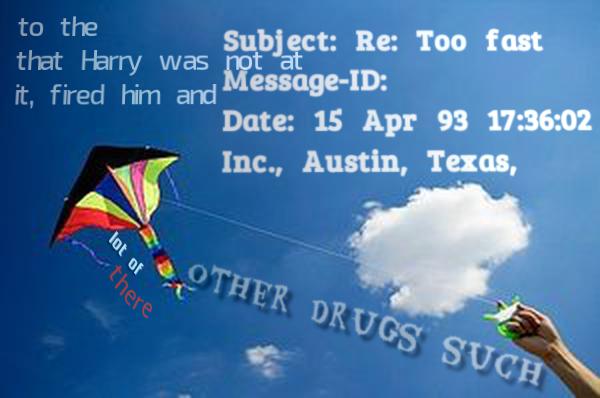 to the
that Harry was not at
it, fired him and
Subject: Re: Too fast
Message-ID:
Date: 15 Apr 93 17:36:02
Inc., Austin, Texas,
lot of
there
OTHER DRUGS SUCH